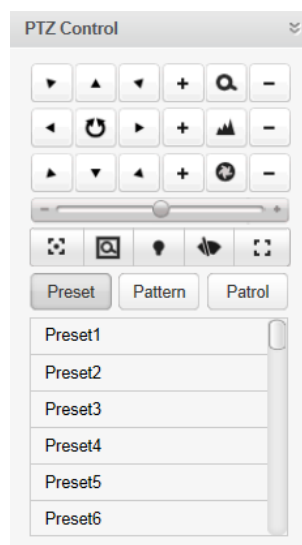 PTZ Control
Preset Pattern Patrol
Preset1
Preset2
Preset3
Preset4
Preset5
Preset6